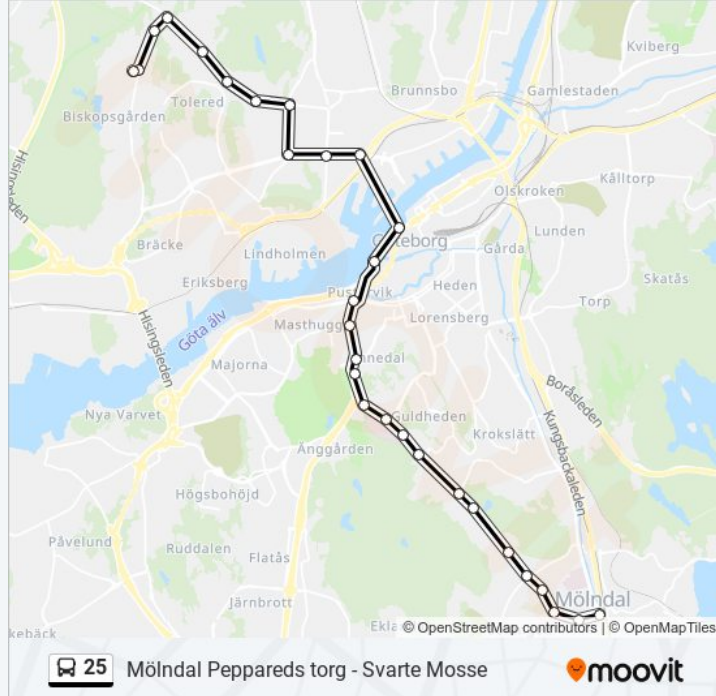 Kviberg
Brunnsbo
Gamlestaden
Tolered
Biskopsgården
Hisingsleden
Olskroken
Kålltorp
Lunden
Göteborg
Gårda
Bräcke
Lindholmen
Skatås
Eriksberg
Heden
Pustervik
Torp
Masthugg
Lorensberg
Hisingsleden
Göta älv
Majorna
nnedal
Boråsleden
Nya Varvet
Guldheden
Krokslätt
Kungsbackaleden
Änggården
Högsbohöjd
Påvelund
Ruddalen
Flatås
Järnbrott
Mölndal
kebäck
Ekla
© OpenStreetMap contributors | © OpenMapTiles
25 Mölndal Peppareds torg - Svarte Mosse
moovit